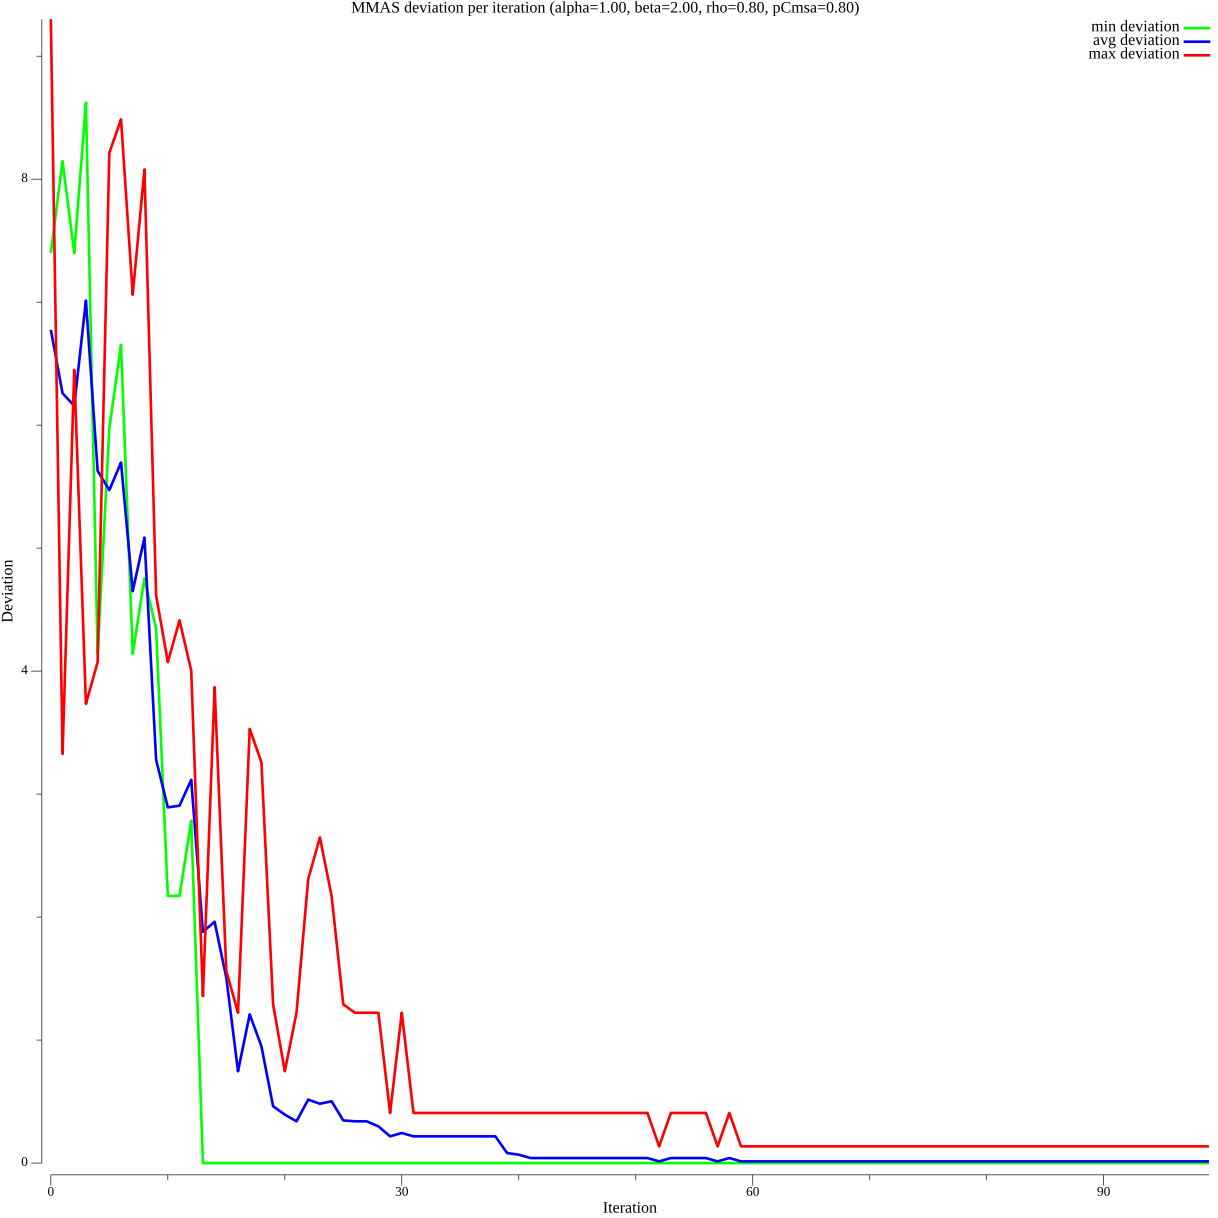 MMAS deviation per iteration (alpha=1.00, beta=2.00, rho=0.80, pCmsa=0.80)
min deviation
avg deviation
max deviation
8
4
0
Deviation
0 30 60 90
Iteration